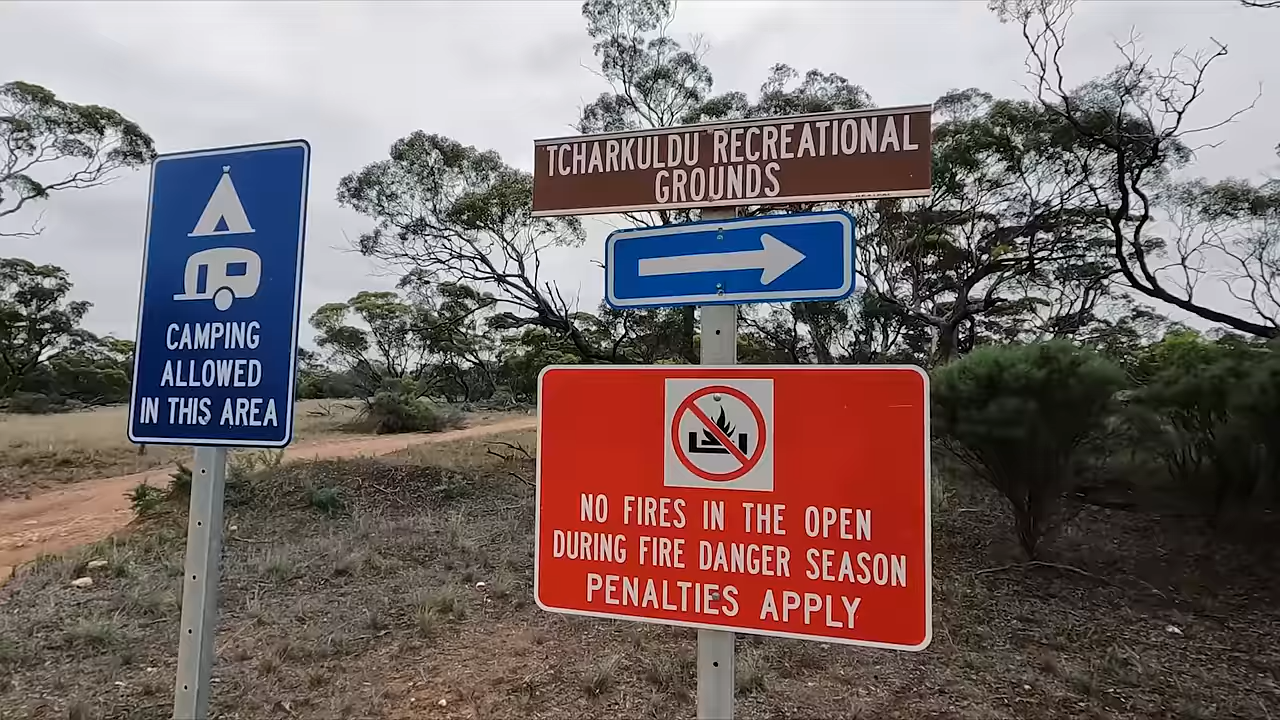 CAMPING
ALLOWED
IN THIS AREA
TCHARKULDU RECREATIONAL
GROUNDS
NO FIRES IN THE OPEN
DURING FIRE DANGER SEASON
PENALTIES APPLY